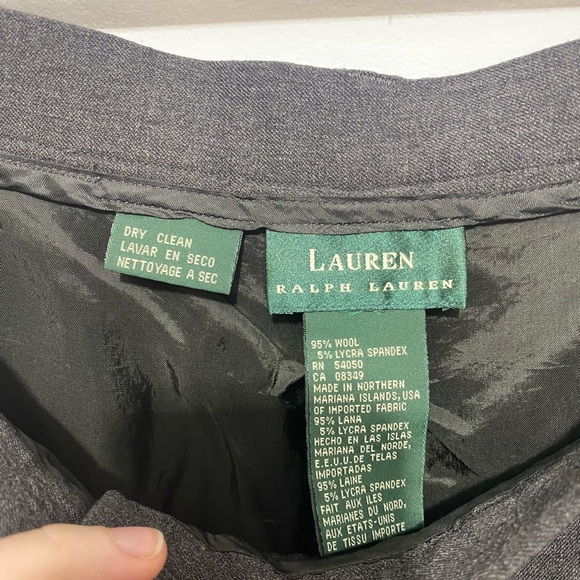 DRY CLEAN
LAVAR EN SECO
NETTOYAGE A SEC
LAUREN
RALPH LAUREN
95% WOOL
5% LYCRA SPANDEX
RN 54050
CA 08349
MADE IN NORTHERN
MARIANA ISLANDS,USA
OF IMPORTED FABRIC
95% LANA
5% LYCRA SPANDEX
HECHO EN LAS ISLAS
MARIANA DEL NORDE,
E.E.U.U.DE TELAS
IMPORTADAS
95% LAINE
5% LYCRA SPANDEX
FAIT AUX ILES
MARIANES DU NORD,
AUX ETATS-UNIS
DE TISSU IMPORTE